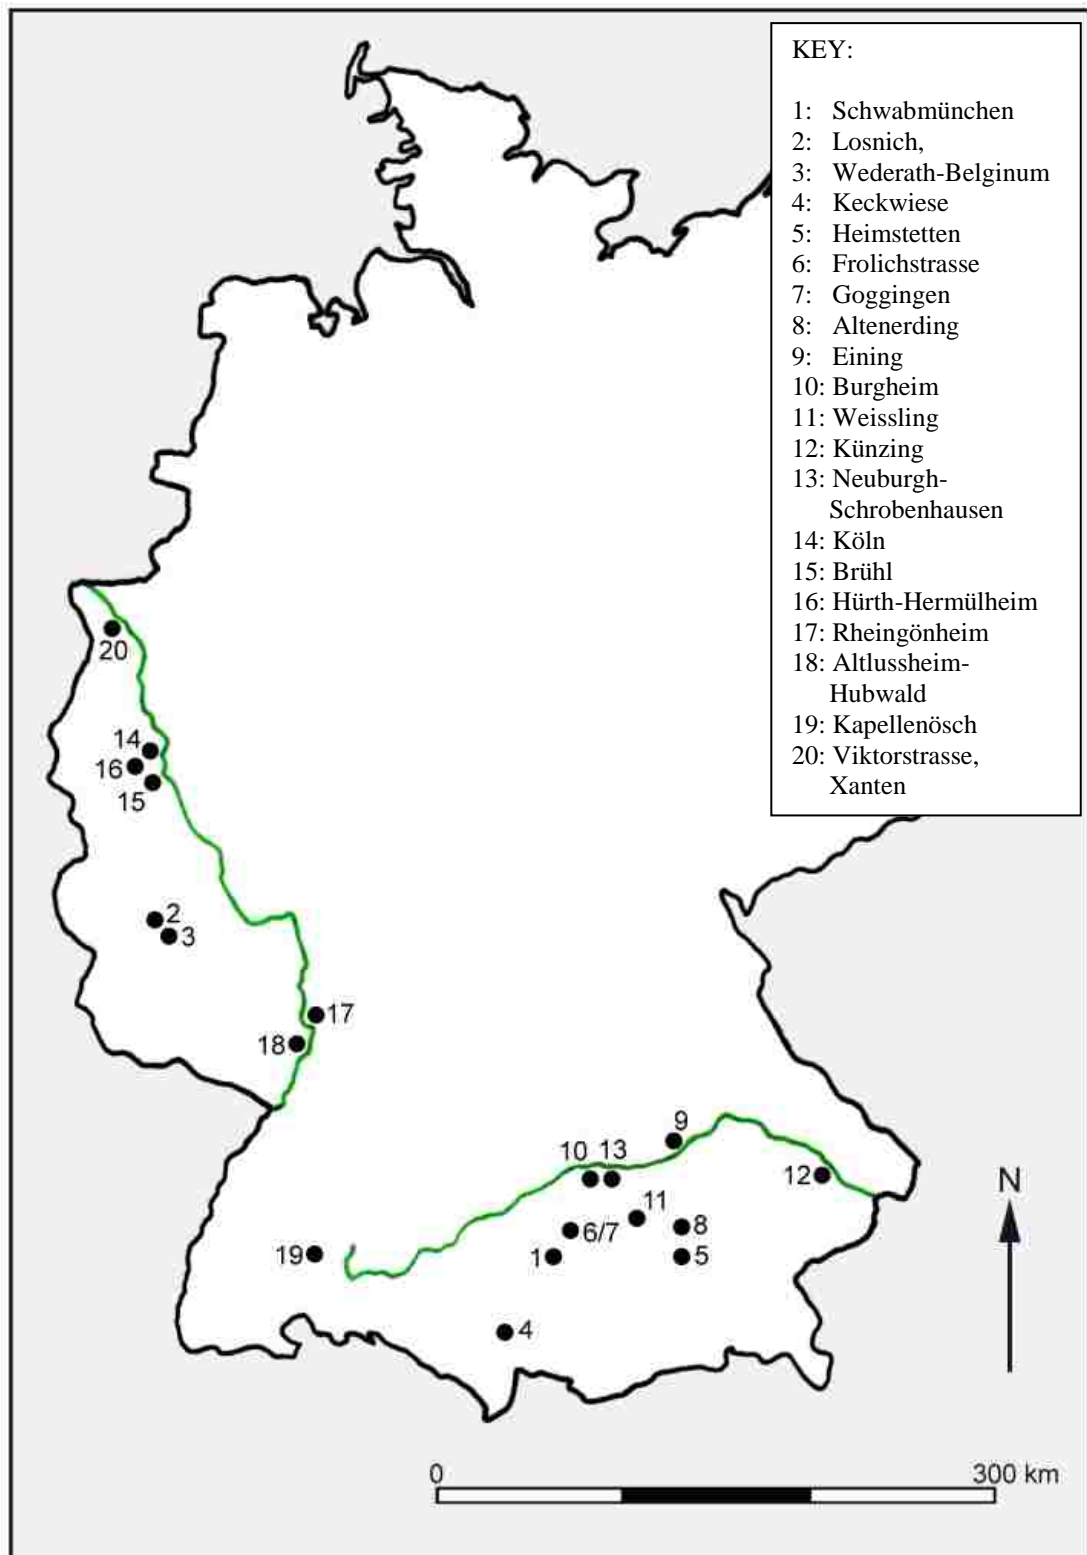 KEY:
1: Schwabmünchen
2: Losnich,
3: Wederath-Belginum
4: Keckwiese
5: Heimstetten
6: Frolichstrasse
7: Goggingen
8: Altenerding
9: Eining
10: Burgheim
11: Weissling
12: Künzing
13: Neuburgh-
Schrobenhausen
14: Köln
15: Brühl
16: Hürth-Hermülheim
17: Rheingönheim
18: Altlussheim-
Hubwald
19: Kapellenösch
20: Viktorstrasse,
Xanten
20
14
16
15
2
3
17
18
9
10 13
12
11
6/7
8
19
1
5
4
N
0 300 km